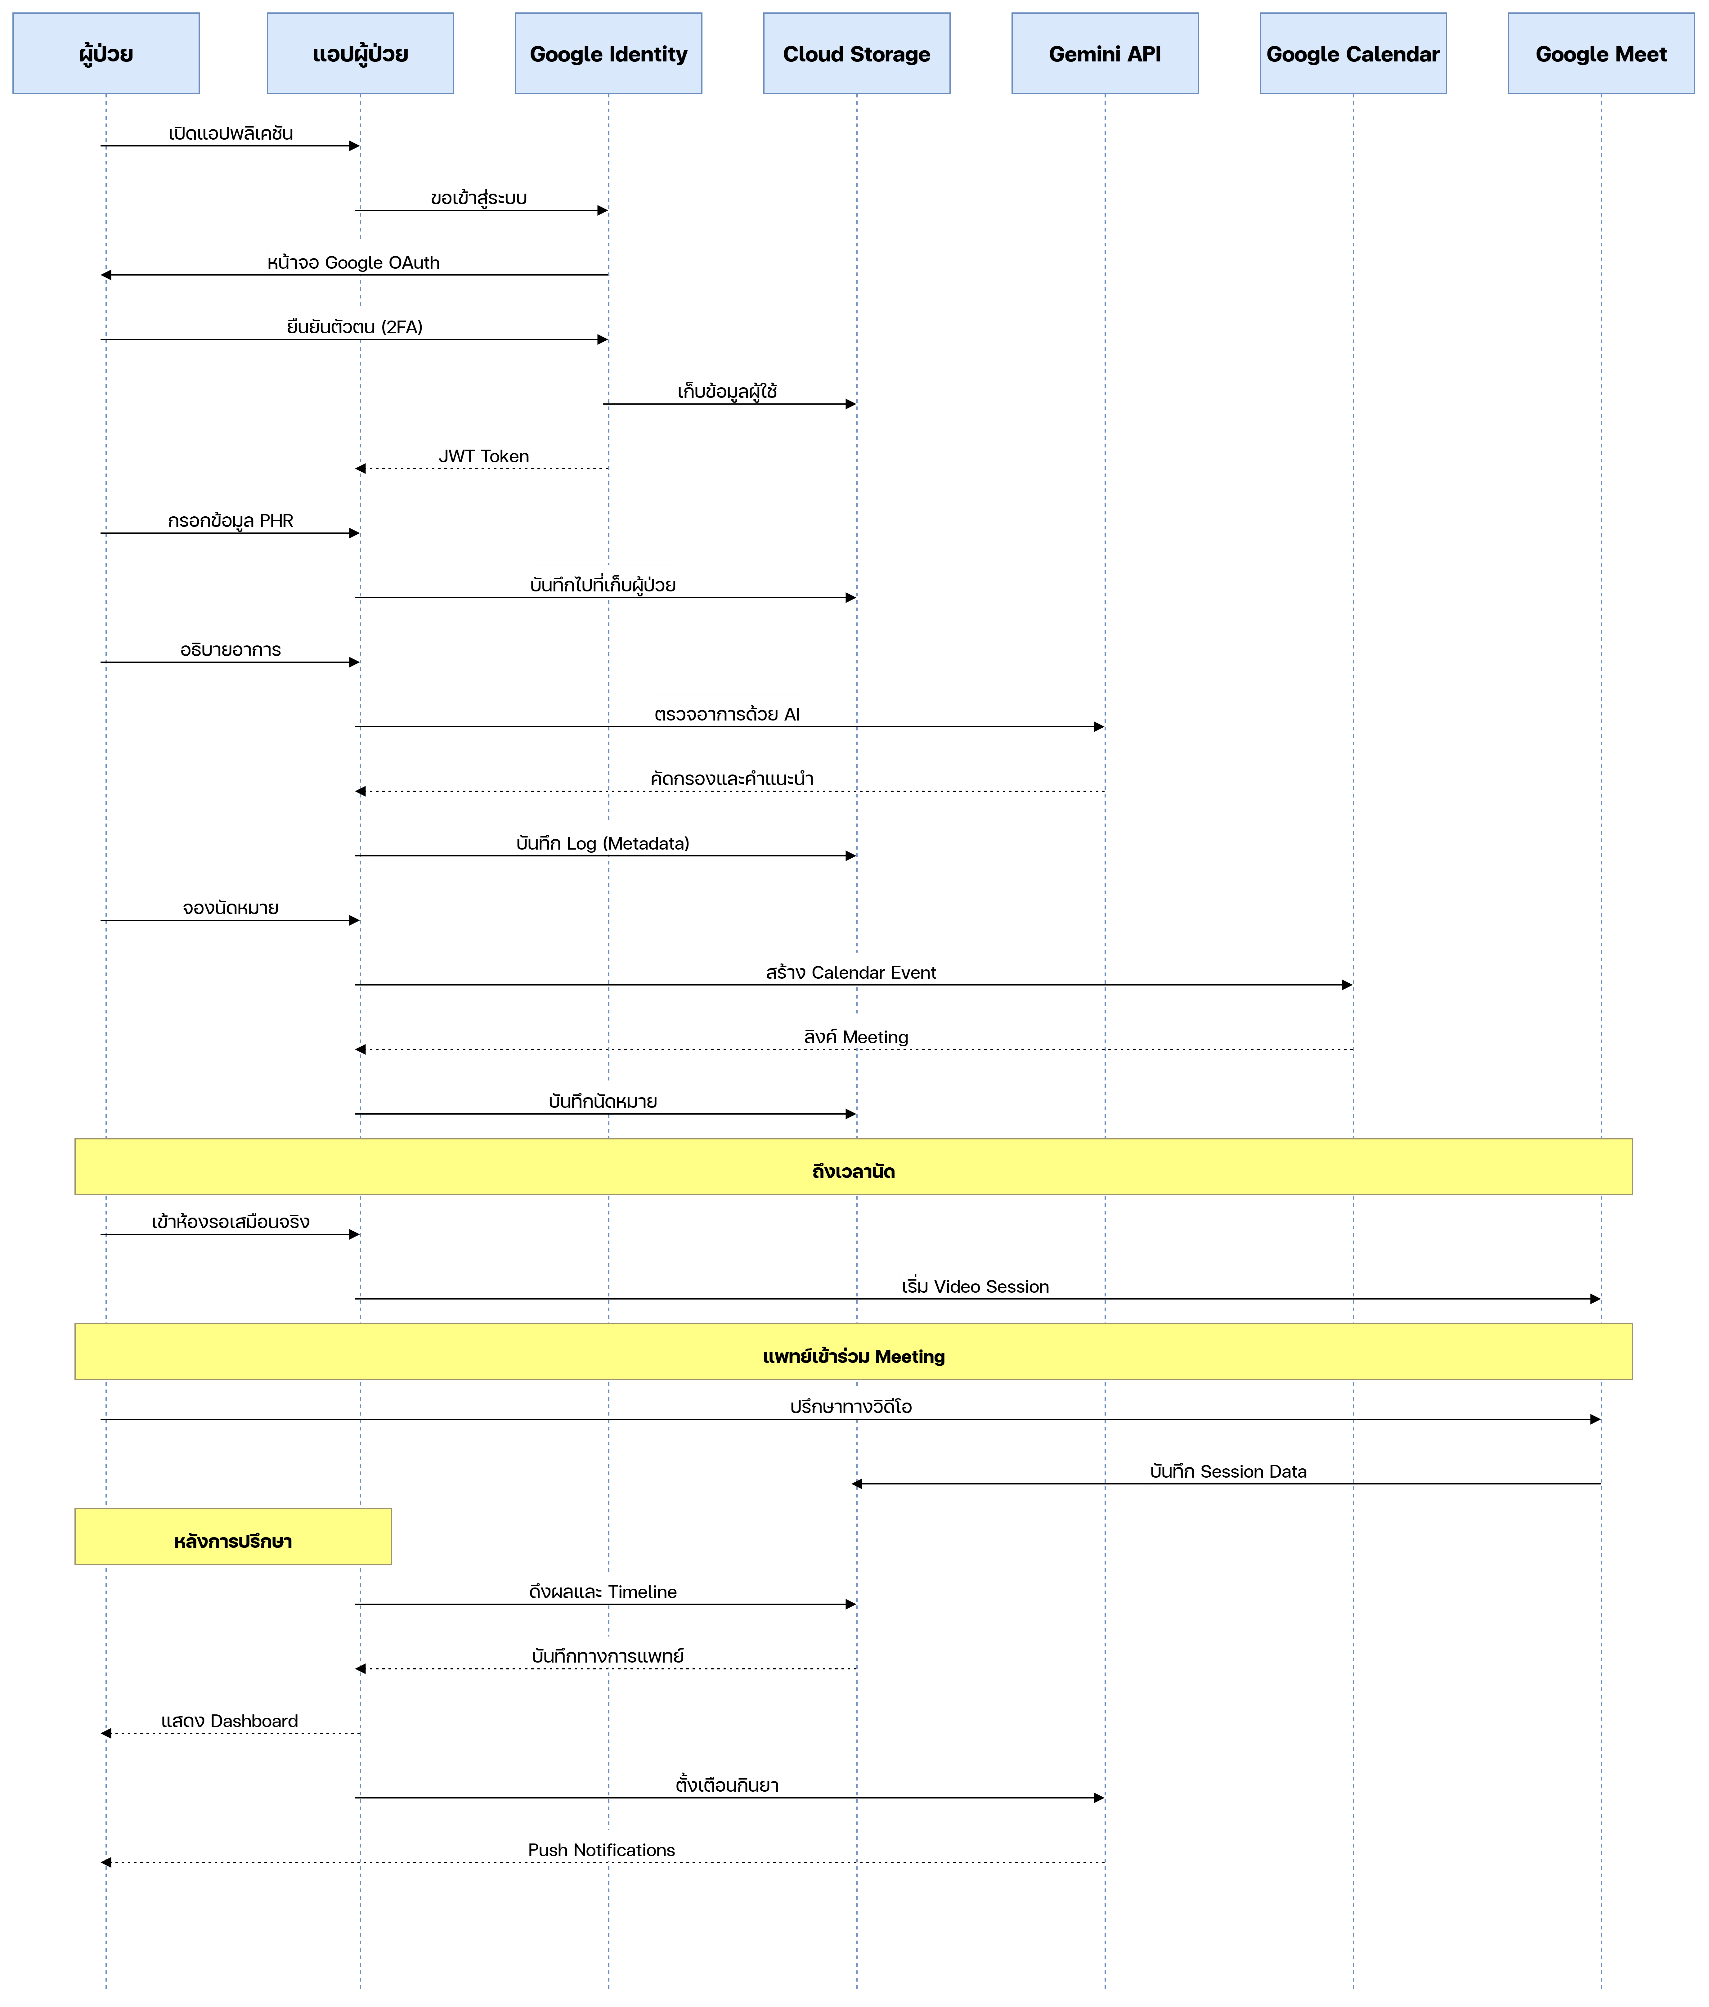 ผู้ป่วย
แอปผู้ป่วย
Google Identity
Cloud Storage
Gemini API
Google Calendar
Google Meet
เปิดแอปพลิเคชัน
ขอเข้าสู่ระบบ
หน้าจอ Google OAuth
ยืนยันตัวตน (2FA)
เก็บข้อมูลผู้ใช้
JWT Token
กรอกข้อมูล PHR
บันทึกไปที่เก็บผู้ป่วย
อธิบายอาการ
ตรวจอาการด้วย AI
คัดกรองและคำแนะนำ
บันทึก Log (Metadata)
จองนัดหมาย
สร้าง Calendar Event
ลิงค์ Meeting
บันทึกนัดหมาย
ถึงเวลานัด
เข้าห้องรอเสมือนจริง
เริ่ม Video Session
แพทย์เข้าร่วม Meeting
ปรึกษาทางวิดีโอ
บันทึก Session Data
หลังการปรึกษา
ดึงผลและ Timeline
บันทึกทางการแพทย์
แสดง Dashboard
ตั้งเตือนกินยา
Push Notifications